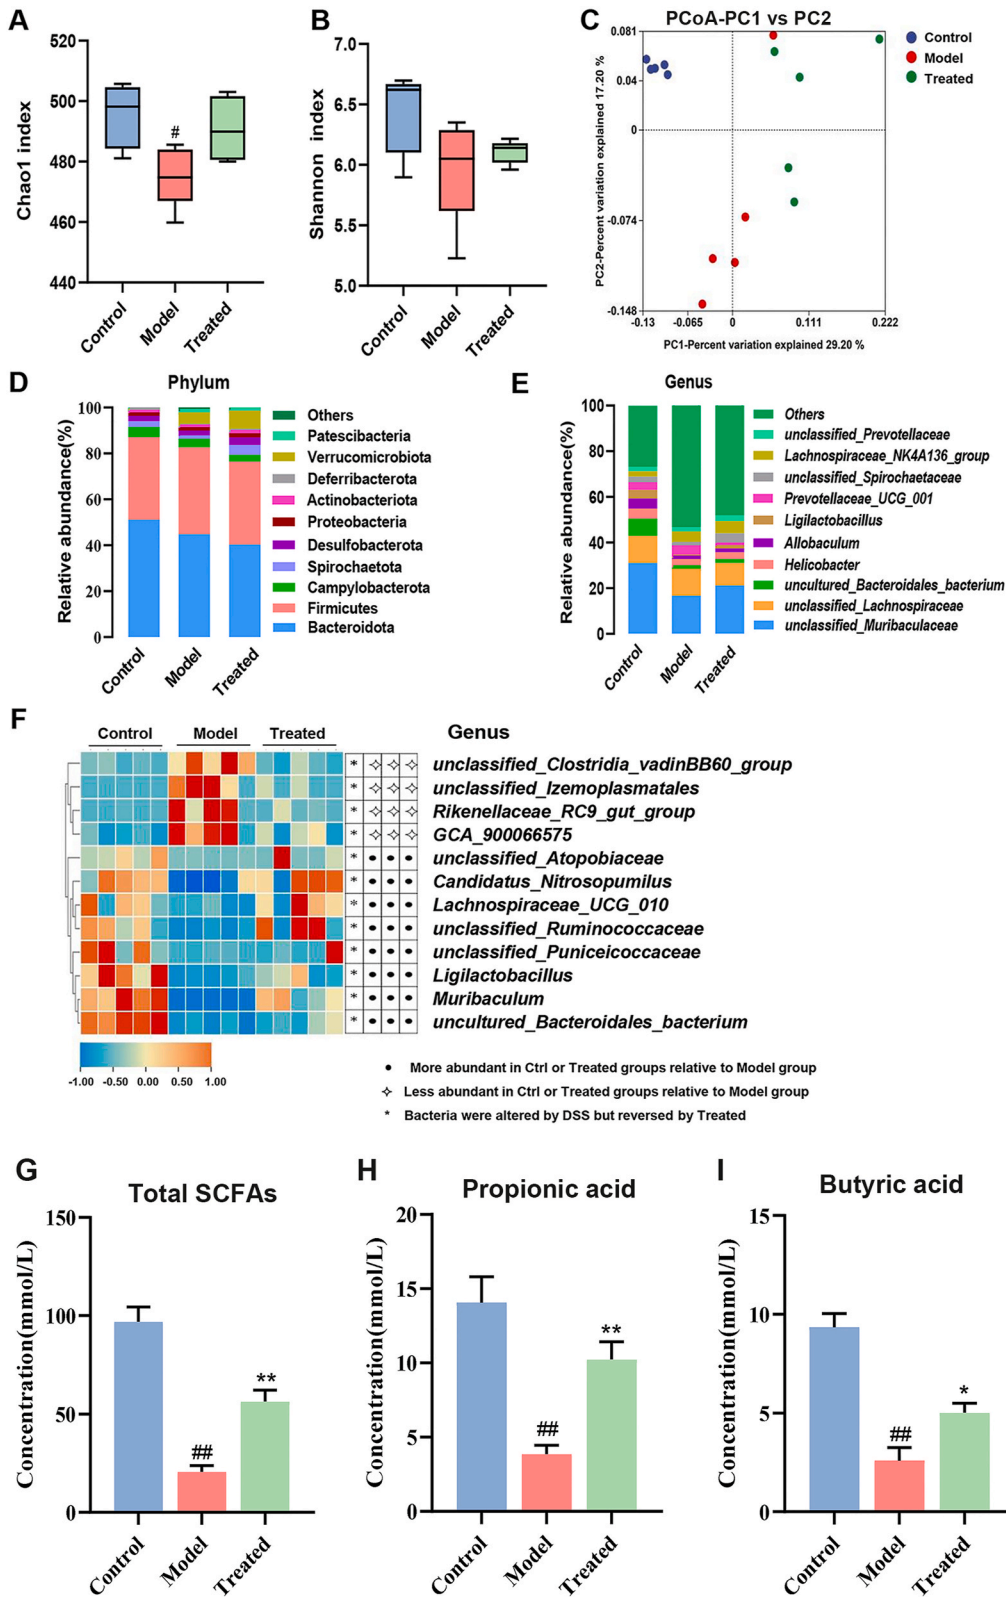 A
Chao1 index
520
500
480
460
440
#
Control
Model
Treated
B
Shannon index
7.0
6.5
6.0
5.5
5.0
Control
Model
Treated
C
PCoA-PC1 vs PC2
PC2-Percent variation explained 17.20 %
0.081
0.04
0
-0.074
-0.148
-0.13
-0.065
0
0.111
0.222
PC1-Percent variation explained 29.20 %
Control
Model
Treated
D
Phylum
Relative abundance(%)
100
80
60
40
20
0
Control
Model
Treated
Others
Patescibacteria
Verrucomicrobiota
Deferribacterota
Actinobacteriota
Proteobacteria
Desulfobacterota
Spirochaetota
Campylobacterota
Firmicutes
Bacteroidota
E
Genus
Relative abundance(%)
100
80
60
40
20
0
Control
Model
Treated
Others
unclassified_Prevotellaceae
Lachnospiraceae_NK4A136_group
unclassified_Spirochaetaceae
Prevotellaceae_UCG_001
Ligilactobacillus
Allobaculum
Helicobacter
uncultured_Bacteroidales_bacterium
unclassified_Lachnospiraceae
unclassified_Muribaculaceae
F
Control Model Treated
Genus
* unclassified_Clostridia_vadinBB60_group
* unclassified_Izemoplasmatales
* Rikenellaceae_RC9_gut_group
* GCA_900066575
* unclassified_Atopobiaceae
* Candidatus_Nitrosopumilus
* Lachnospiraceae_UCG_010
* unclassified_Ruminococcaceae
* unclassified_Puniceicoccaceae
* Ligilactobacillus
* Muribaculum
* uncultured_Bacteroidales_bacterium
-1.00 -0.50 0.00 0.50 1.00
More abundant in Ctrl or Treated groups relative to Model group
Less abundant in Ctrl or Treated groups relative to Model group
* Bacteria were altered by DSS but reversed by Treated
G
Total SCFAs
Concentration(mmol/L)
150
100
50
0
##
**
Control
Model
Treated
H
Propionic acid
Concentration(mmol/L)
20
15
10
5
0
##
**
Control
Model
Treated
I
Butyric acid
Concentration(mmol/L)
15
10
5
0
##
*
Control
Model
Treated